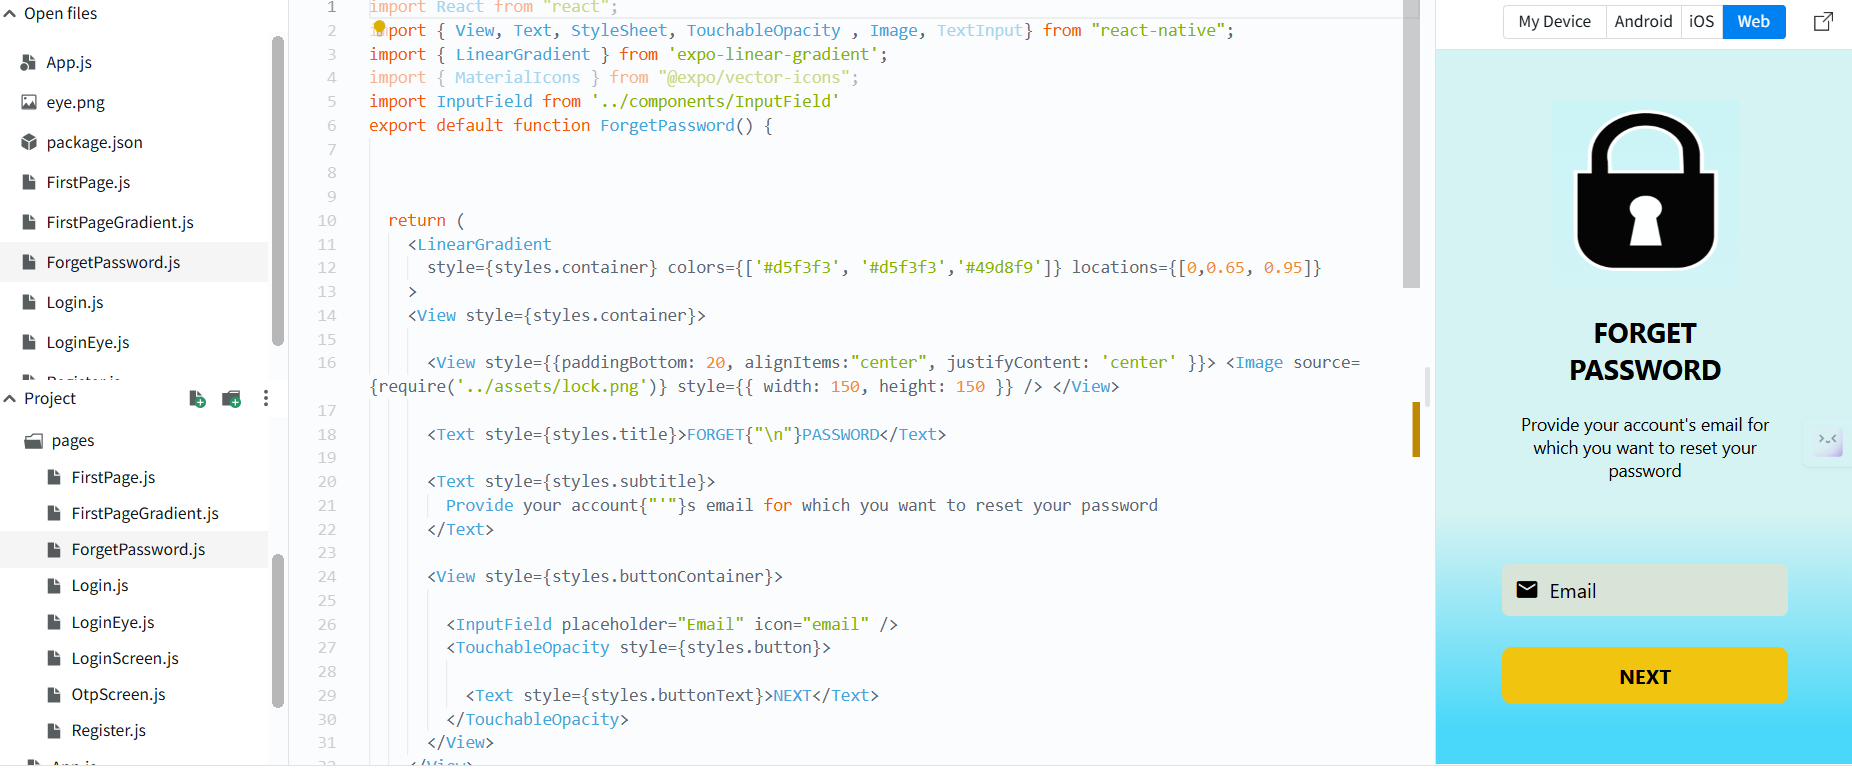 Open files
App.js
eye.png
package.json
FirstPage.js
FirstPageGradient.js
ForgetPassword.js
Login.js
LoginEye.js
Register.js
Project
pages
FirstPage.js
FirstPageGradient.js
ForgetPassword.js
Login.js
LoginEye.js
LoginScreen.js
OtpScreen.js
Register.js
App.js
1 import React from "react";
2 import { View, Text, StyleSheet, TouchableOpacity , Image, TextInput} from "react-native";
3 import { LinearGradient } from 'expo-linear-gradient';
4 import { MaterialIcons } from "@expo/vector-icons";
5 import InputField from '../components/InputField'
6 export default function ForgetPassword() {
7
8
9
10 return (
11 <LinearGradient
12 style={styles.container} colors={['#d5f3f3', '#d5f3f3','#49d8f9']} locations={[0,0.65, 0.95]}
13 >
14 <View style={styles.container}>
15
16 <View style={{paddingBottom: 20, alignItems:"center", justifyContent: 'center' }}> <Image source=
{require('../assets/lock.png')} style={{ width: 150, height: 150 }} /> </View>
17
18 <Text style={styles.title}>FORGET{"\n"}PASSWORD</Text>
19
20 <Text style={styles.subtitle}>
21 Provide your account{"'"}s email for which you want to reset your password
22 </Text>
23
24 <View style={styles.buttonContainer}>
25
26 <InputField placeholder="Email" icon="email" />
27 <TouchableOpacity style={styles.button}>
28
29 <Text style={styles.buttonText}>NEXT</Text>
30 </TouchableOpacity>
31 </View>
32 </View>
My Device Android iOS Web
FORGET
PASSWORD
Provide your account's email for
which you want to reset your
password
Email
NEXT